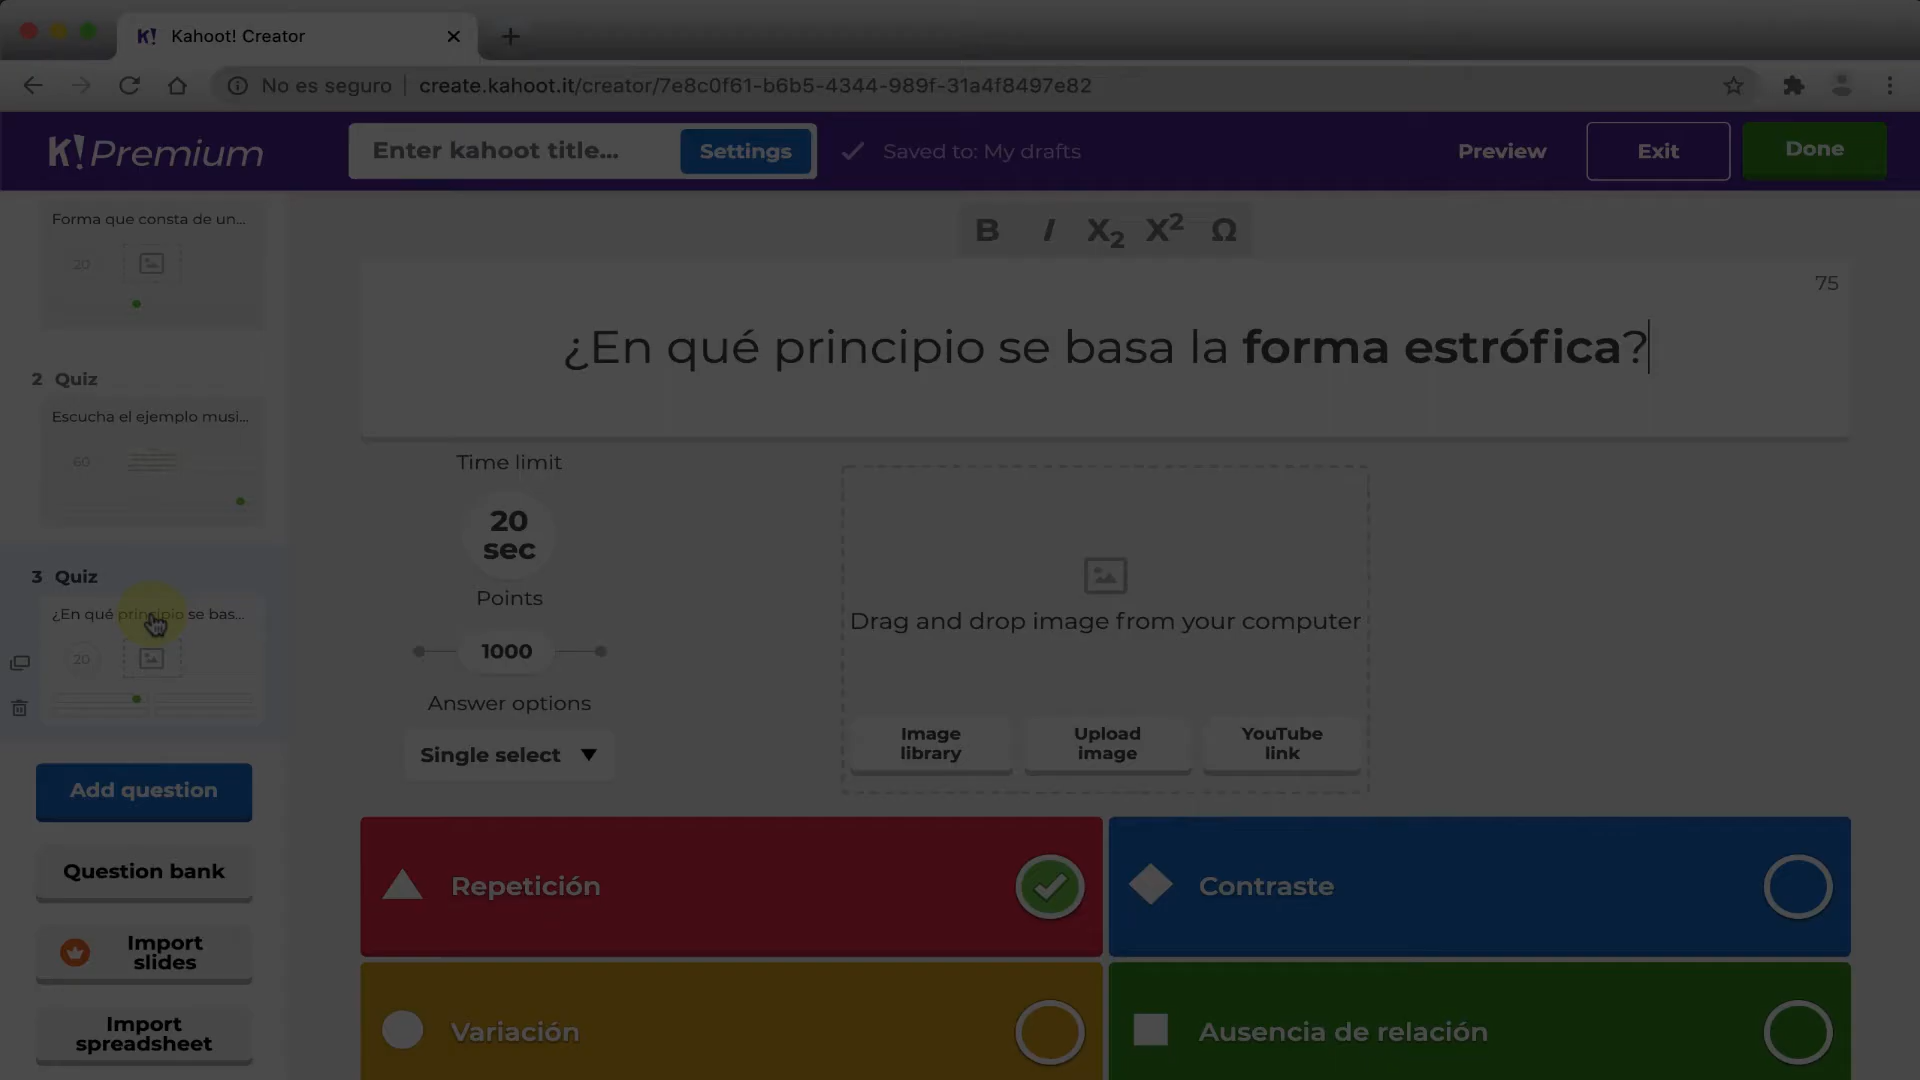 K! Kahoot! Creator
No es seguro | create.kahoot.it/creator/7e8c0f61-b6b5-4344-989f-31a4f8497e82
K! Premium
Enter kahoot title...
Settings
Saved to: My drafts
Preview
Exit
Done
Forma que consta de un...
20
2 Quiz
Escucha el ejemplo musi...
60
3 Quiz
¿En qué principio se bas...
20
Add question
Question bank
Import
slides
Import
spreadsheet
B I X2 X2 Ω
75
¿En qué principio se basa la forma estrófica?
Time limit
20
sec
Points
1000
Answer options
Single select
Drag and drop image from your computer
Image
library
Upload
image
YouTube
link
Repetición
Contraste
Variación
Ausencia de relación